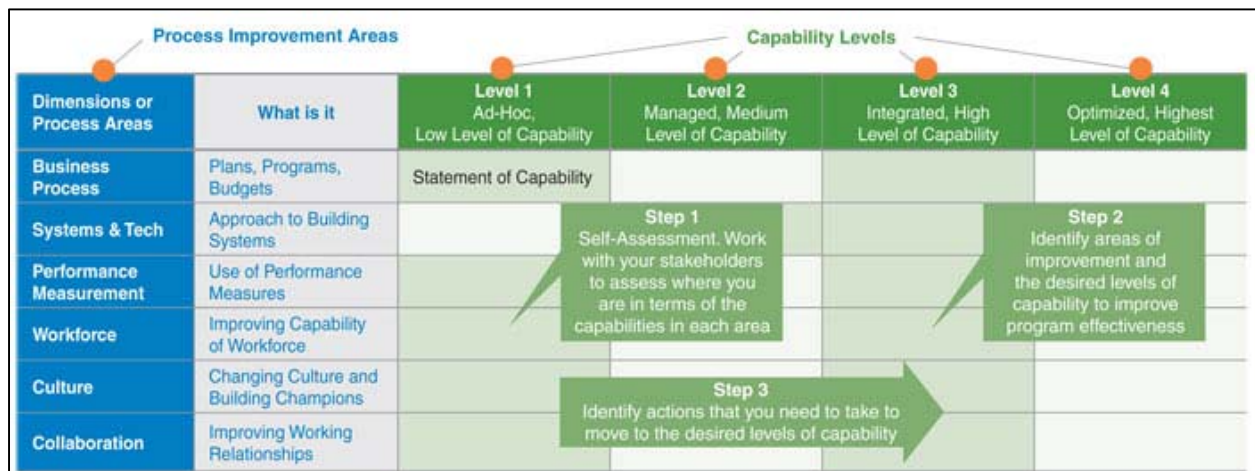 Process Improvement Areas
Capability Levels
Dimensions or
Process Areas
What is it
Level 1
Ad-Hoc,
Low Level of Capability
Level 2
Managed, Medium
Level of Capability
Level 3
Integrated, High
Level of Capability
Level 4
Optimized, Highest
Level of Capability
Business
Process
Plans, Programs,
Budgets
Statement of Capability
Systems & Tech
Approach to Building
Systems
Performance
Measurement
Use of Performance
Measures
Workforce
Improving Capability
of Workforce
Culture
Changing Culture and
Building Champions
Collaboration
Improving Working
Relationships
Step 1
Self-Assessment. Work
with your stakeholders
to assess where you
are in terms of the
capabilities in each area
Step 2
Identify areas of
improvement and
the desired levels of
capability to improve
program effectiveness
Step 3
Identify actions that you need to take to
move to the desired levels of capability